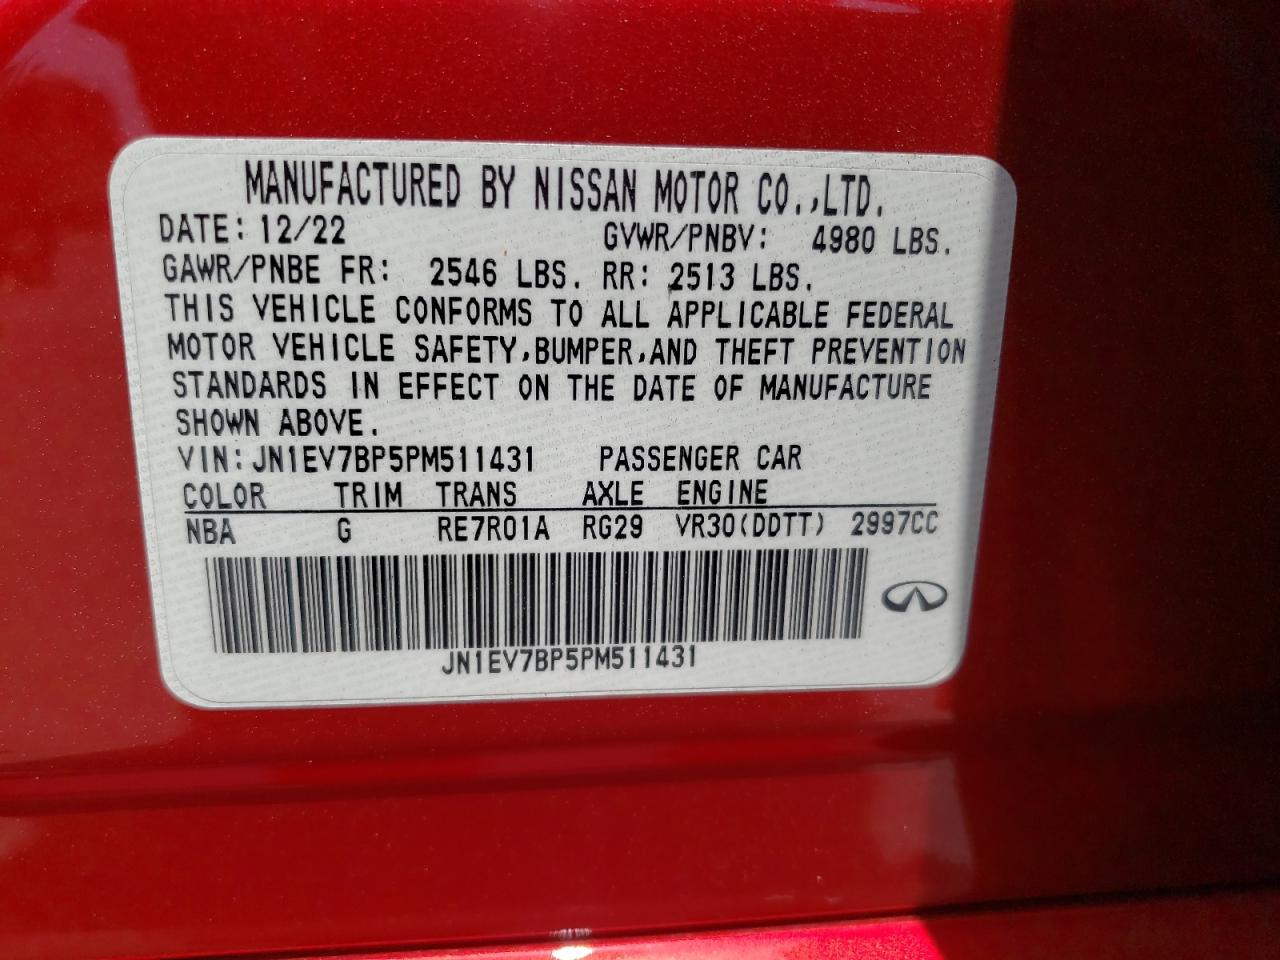 MANUFACTURED BY NISSAN MOTOR CO.,LTD.
DATE: 12/22 GVWR/PNBV: 4980 LBS.
GAWR/PNBE FR: 2546 LBS. RR: 2513 LBS.
THIS VEHICLE CONFORMS TO ALL APPLICABLE FEDERAL
MOTOR VEHICLE SAFETY,BUMPER,AND THEFT PREVENTION
STANDARDS IN EFFECT ON THE DATE OF MANUFACTURE
SHOWN ABOVE.
VIN:JN1EV7BP5PM511431 PASSENGER CAR
COLOR TRIM TRANS AXLE ENGINE
NBA G RE7R01A RG29 VR30(DDTT) 2997CC
JN1EV7BP5PM511431